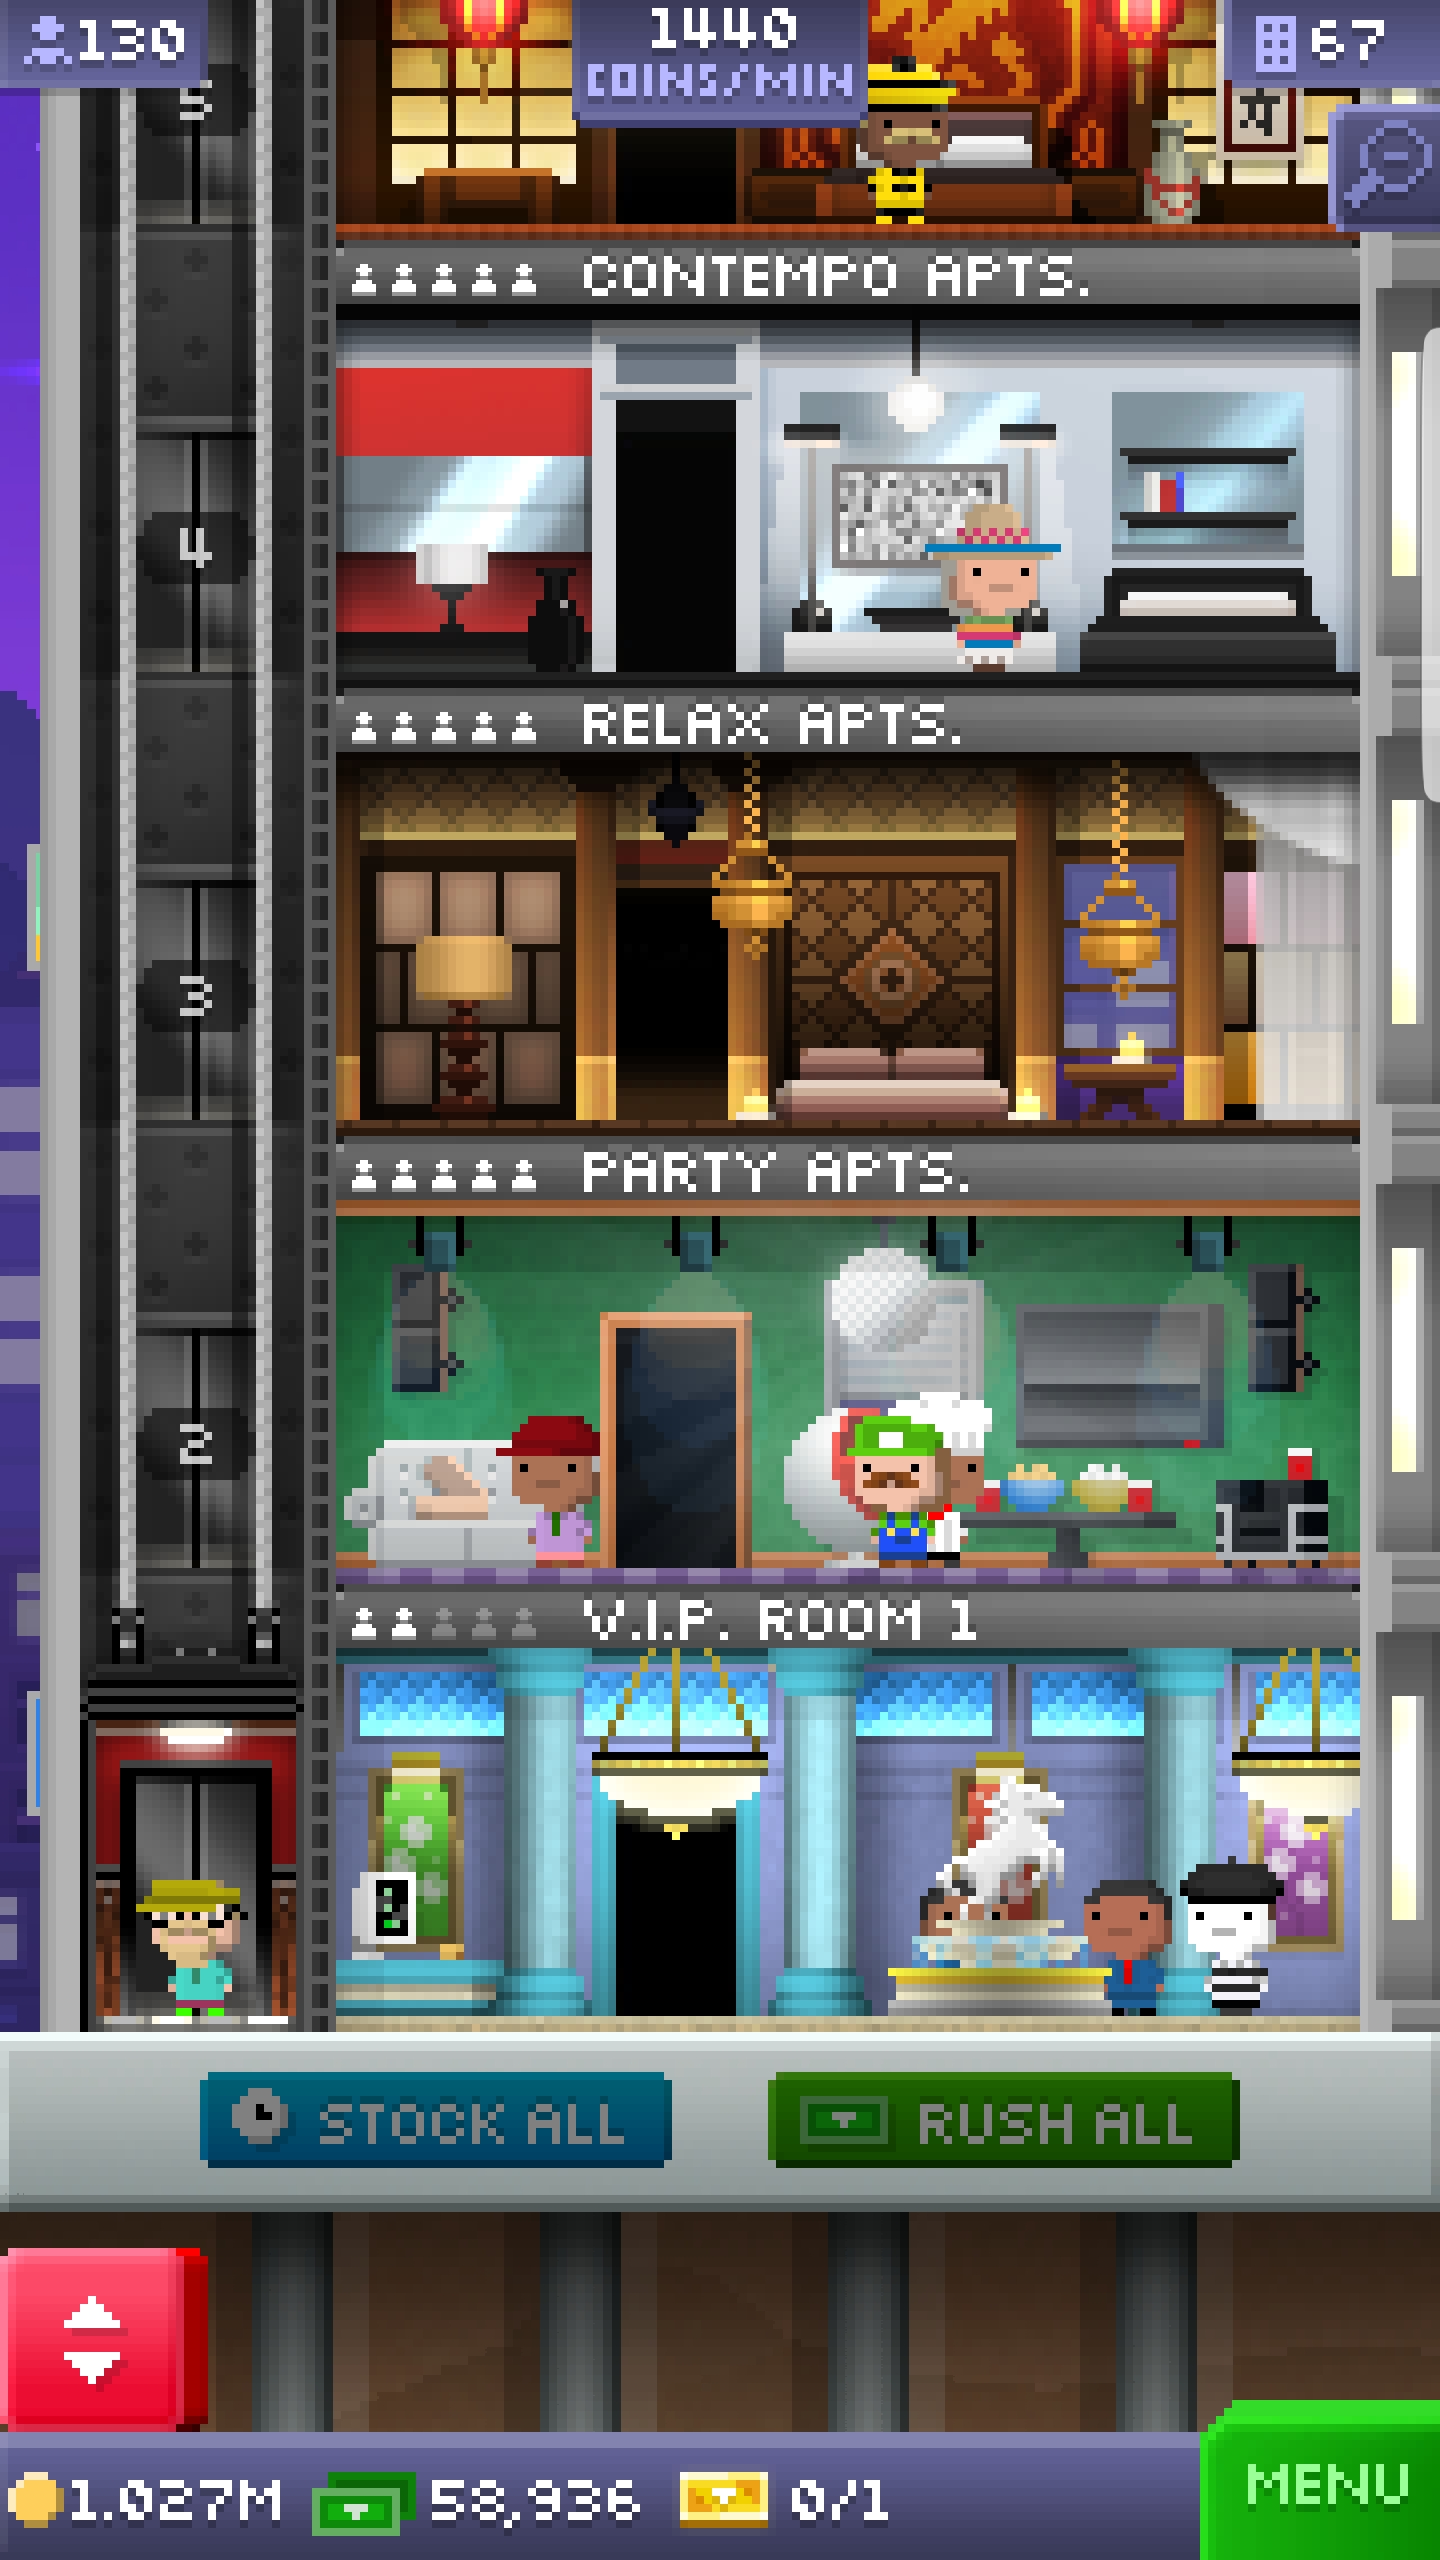 130
1440
COINS/MIN
67
5
CONTEMPO APTS.
4
RELAX APTS.
3
PARTY APTS.
2
V.I.P. ROOM 1
STOCK ALL
RUSH ALL
1.027M
58,936
0/1
MENU